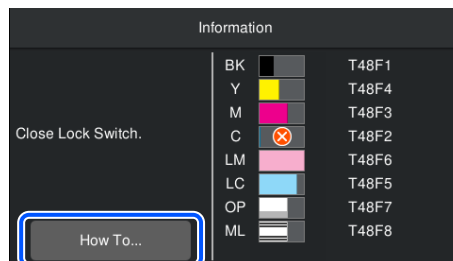 Information
BK T48F1
Y T48F4
M T48F3
Close Lock Switch.
C T48F2
LM T48F6
LC T48F5
OP T48F7
ML T48F8
How To...